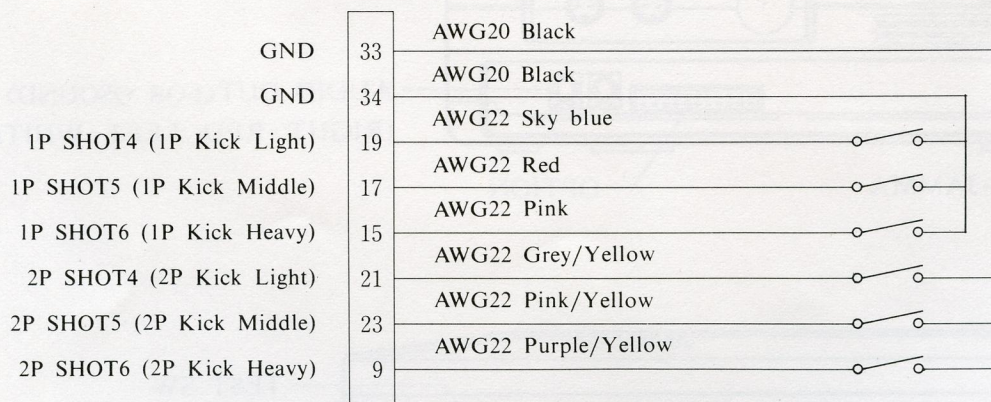 AWG20 Black
GND 33
AWG20 Black
GND 34
AWG22 Sky blue
1P SHOT4 (1P Kick Light) 19
AWG22 Red
1P SHOT5 (1P Kick Middle) 17
AWG22 Pink
1P SHOT6 (1P Kick Heavy) 15
AWG22 Grey/Yellow
2P SHOT4 (2P Kick Light) 21
AWG22 Pink/Yellow
2P SHOT5 (2P Kick Middle) 23
AWG22 Purple/Yellow
2P SHOT6 (2P Kick Heavy) 9